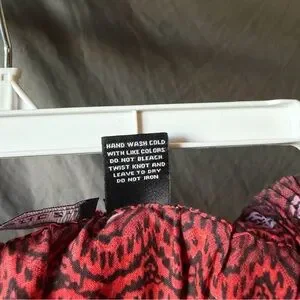 HAND WASH COLD
WITH LIKE COLORS
DO NOT BLEACH
TWIST KNOT AND
LEAVE TO DRY
DO NOT IRON